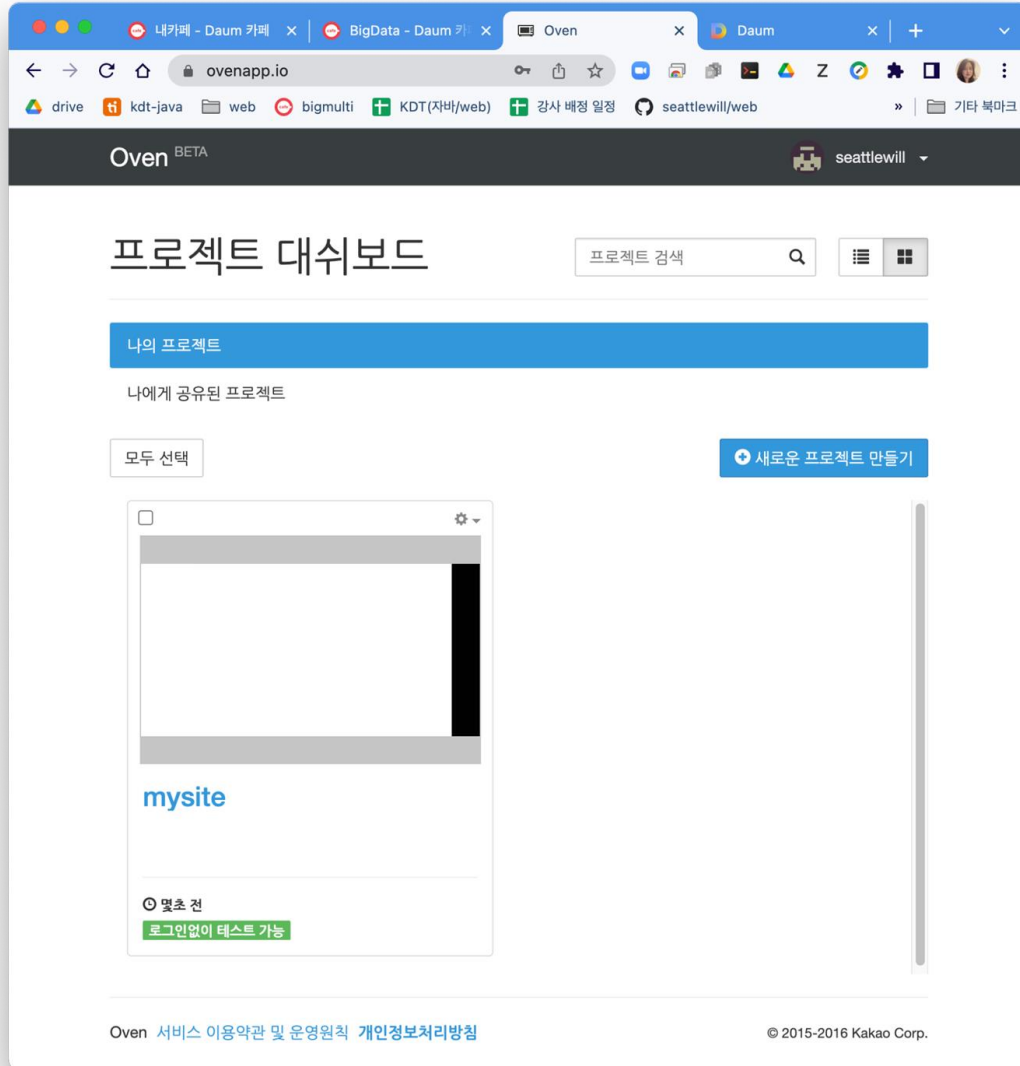 내카페 - Daum 카페
BigData - Daum 카
Oven
Daum
ovenapp.io
drive
kdt-java
web
bigmulti
KDT(자바/web)
강사 배정 일정
seattlewill/web
»
기타 북마크
Oven BETA
seattlewill
프로젝트 대쉬보드
프로젝트 검색
나의 프로젝트
나에게 공유된 프로젝트
모두 선택
새로운 프로젝트 만들기
mysite
몇초 전
로그인없이 테스트 가능
Oven 서비스 이용약관 및 운영원칙 개인정보처리방침
© 2015-2016 Kakao Corp.